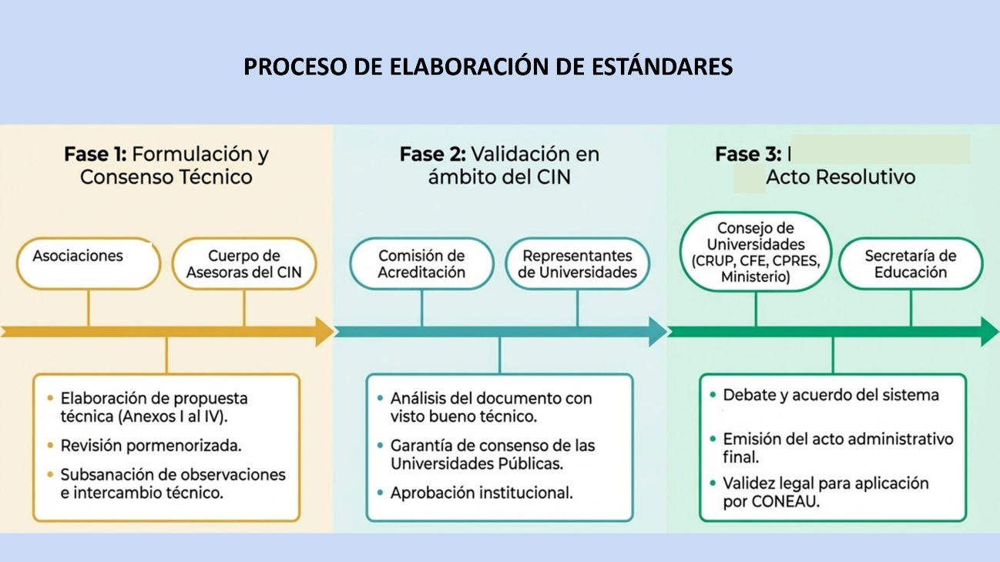 PROCESO DE ELABORACIÓN DE ESTÁNDARES
Fase 1: Formulación y
Consenso Técnico
Asociaciones
Cuerpo de
Asesoras del CIN
• Elaboración de propuesta
técnica (Anexos I al IV).
• Revisión pormenorizada.
• Subsanación de observaciones
e intercambio técnico.
Fase 2: Validación en
ámbito del CIN
Comisión de
Acreditación
Representantes
de Universidades
• Análisis del documento con
visto bueno técnico.
• Garantía de consenso de las
Universidades Públicas.
• Aprobación institucional.
Fase 3:
Acto Resolutivo
Consejo de
Universidades
(CRUP, CFE, CPRES,
Ministerio)
Secretaría de
Educación
• Debate y acuerdo del sistema
• Emisión del acto administrativo
final.
• Validez legal para aplicación
por CONEAU.